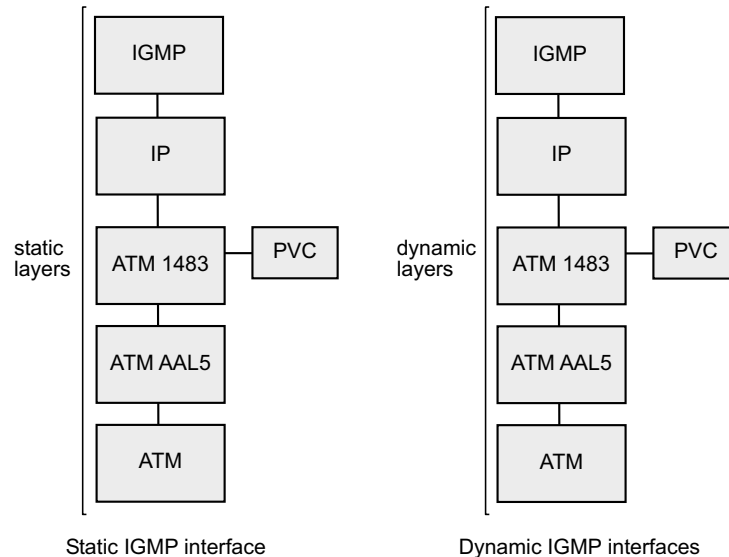 IGMP
IP
static
layers
ATM 1483
PVC
ATM AAL5
ATM
Static IGMP interface
IGMP
IP
dynamic
layers
ATM 1483
PVC
ATM AAL5
ATM
Dynamic IGMP interfaces